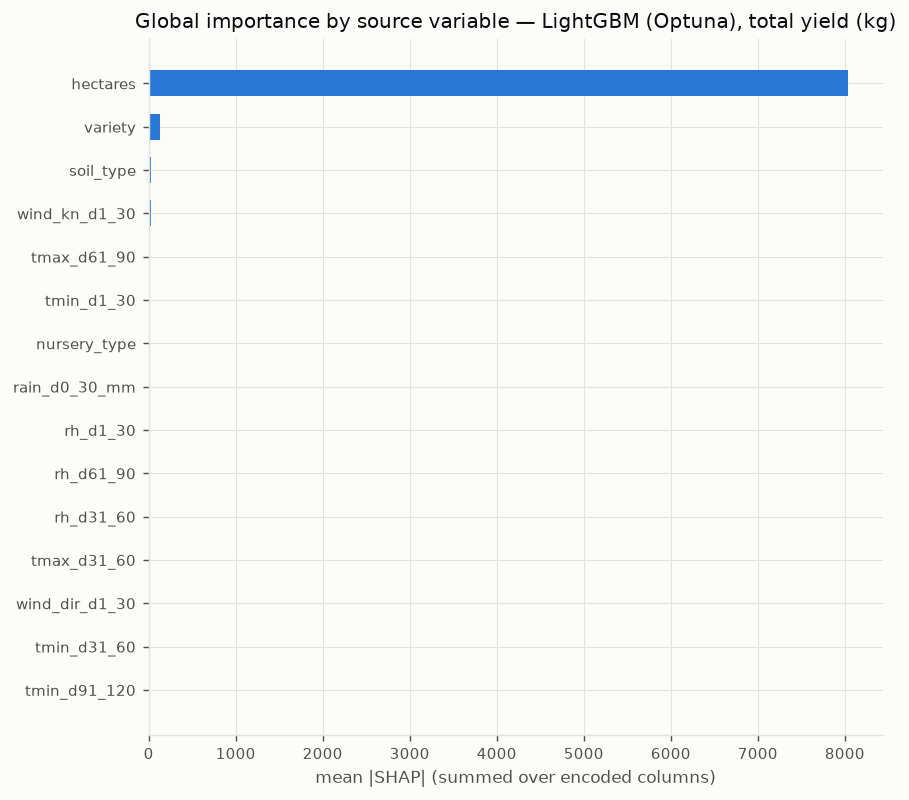 Global importance by source variable — LightGBM (Optuna), total yield (kg)
hectares
variety
soil_type
wind_kn_d1_30
tmax_d61_90
tmin_d1_30
nursery_type
rain_d0_30_mm
rh_d1_30
rh_d61_90
rh_d31_60
tmax_d31_60
wind_dir_d1_30
tmin_d31_60
tmin_d91_120
0 1000 2000 3000 4000 5000 6000 7000 8000
mean |SHAP| (summed over encoded columns)